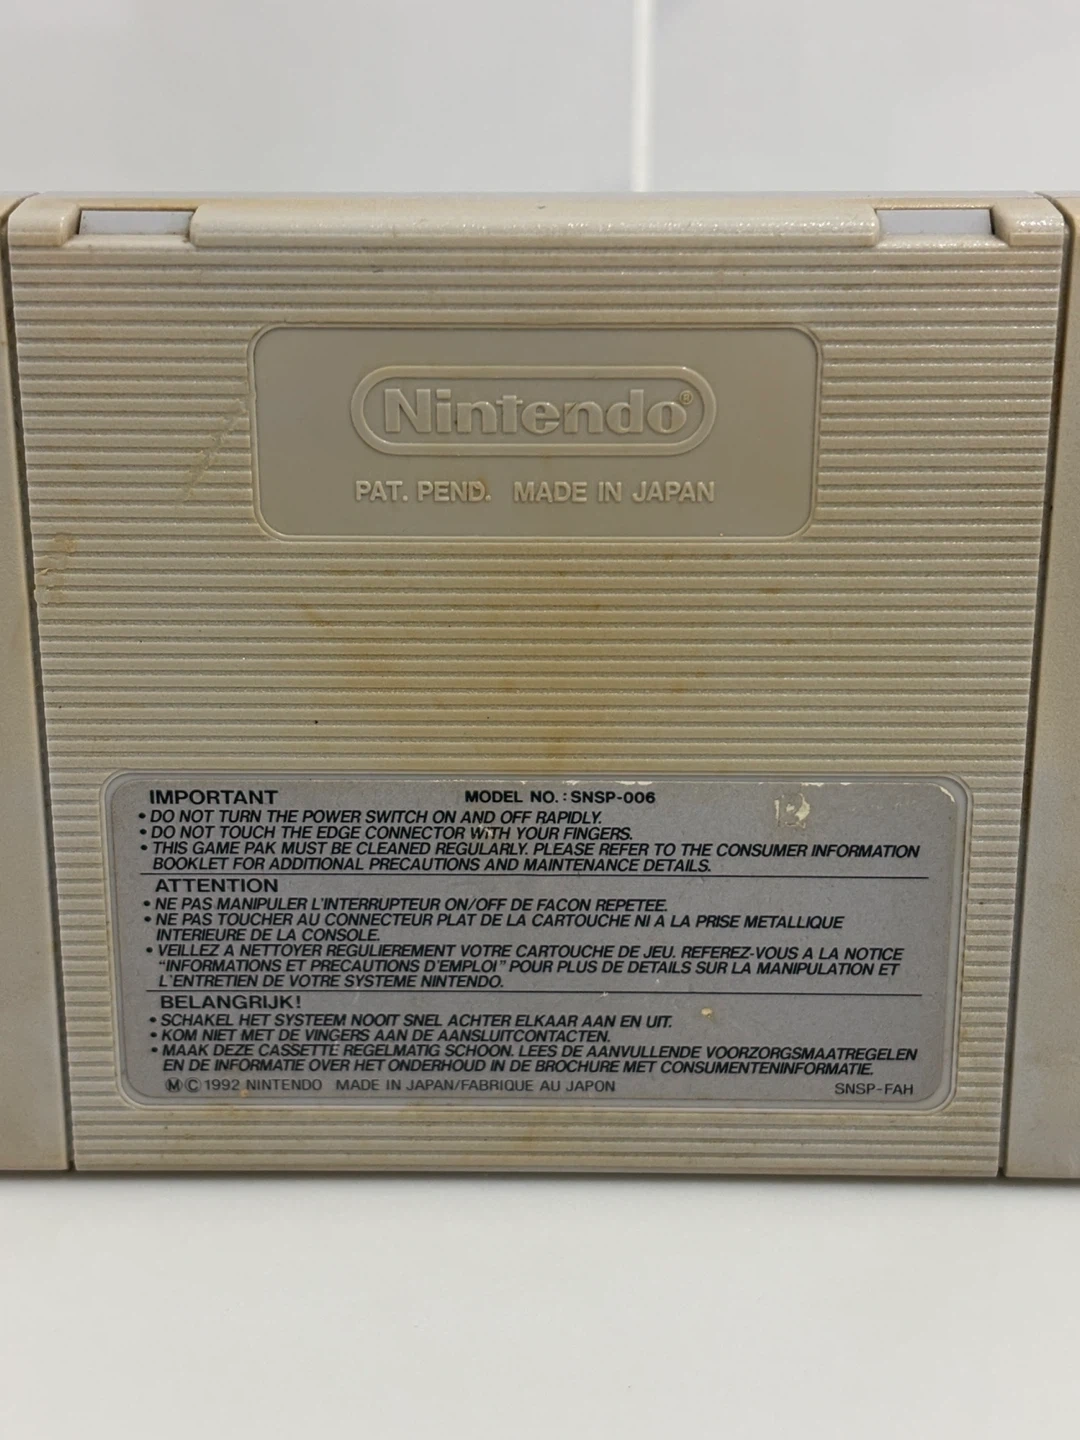 Nintendo®
PAT. PEND. MADE IN JAPAN
IMPORTANT MODEL NO. : SNSP-006
• DO NOT TURN THE POWER SWITCH ON AND OFF RAPIDLY.
• DO NOT TOUCH THE EDGE CONNECTOR WITH YOUR FINGERS.
• THIS GAME PAK MUST BE CLEANED REGULARLY. PLEASE REFER TO THE CONSUMER INFORMATION
BOOKLET FOR ADDITIONAL PRECAUTIONS AND MAINTENANCE DETAILS.
ATTENTION
• NE PAS MANIPULER L'INTERRUPTEUR ON/OFF DE FACON REPETEE.
• NE PAS TOUCHER AU CONNECTEUR PLAT DE LA CARTOUCHE NI A LA PRISE METALLIQUE
INTERIEURE DE LA CONSOLE.
• VEILLEZ A NETTOYER REGULIEREMENT VOTRE CARTOUCHE DE JEU. REFEREZ-VOUS A LA NOTICE
"INFORMATIONS ET PRECAUTIONS D'EMPLOI" POUR PLUS DE DETAILS SUR LA MANIPULATION ET
L'ENTRETIEN DE VOTRE SYSTEME NINTENDO.
BELANGRIJK!
• SCHAKEL HET SYSTEEM NOOIT SNEL ACHTER ELKAAR AAN EN UIT.
• KOM NIET MET DE VINGERS AAN DE AANSLUITCONTACTEN.
• MAAK DEZE CASSETTE REGELMATIG SCHOON. LEES DE AANVULLENDE VOORZORGSMAATREGELEN
EN DE INFORMATIE OVER HET ONDERHOUD IN DE BROCHURE MET CONSUMENTENINFORMATIE.
Ⓜ © 1992 NINTENDO MADE IN JAPAN/FABRIQUE AU JAPON SNSP-FAH